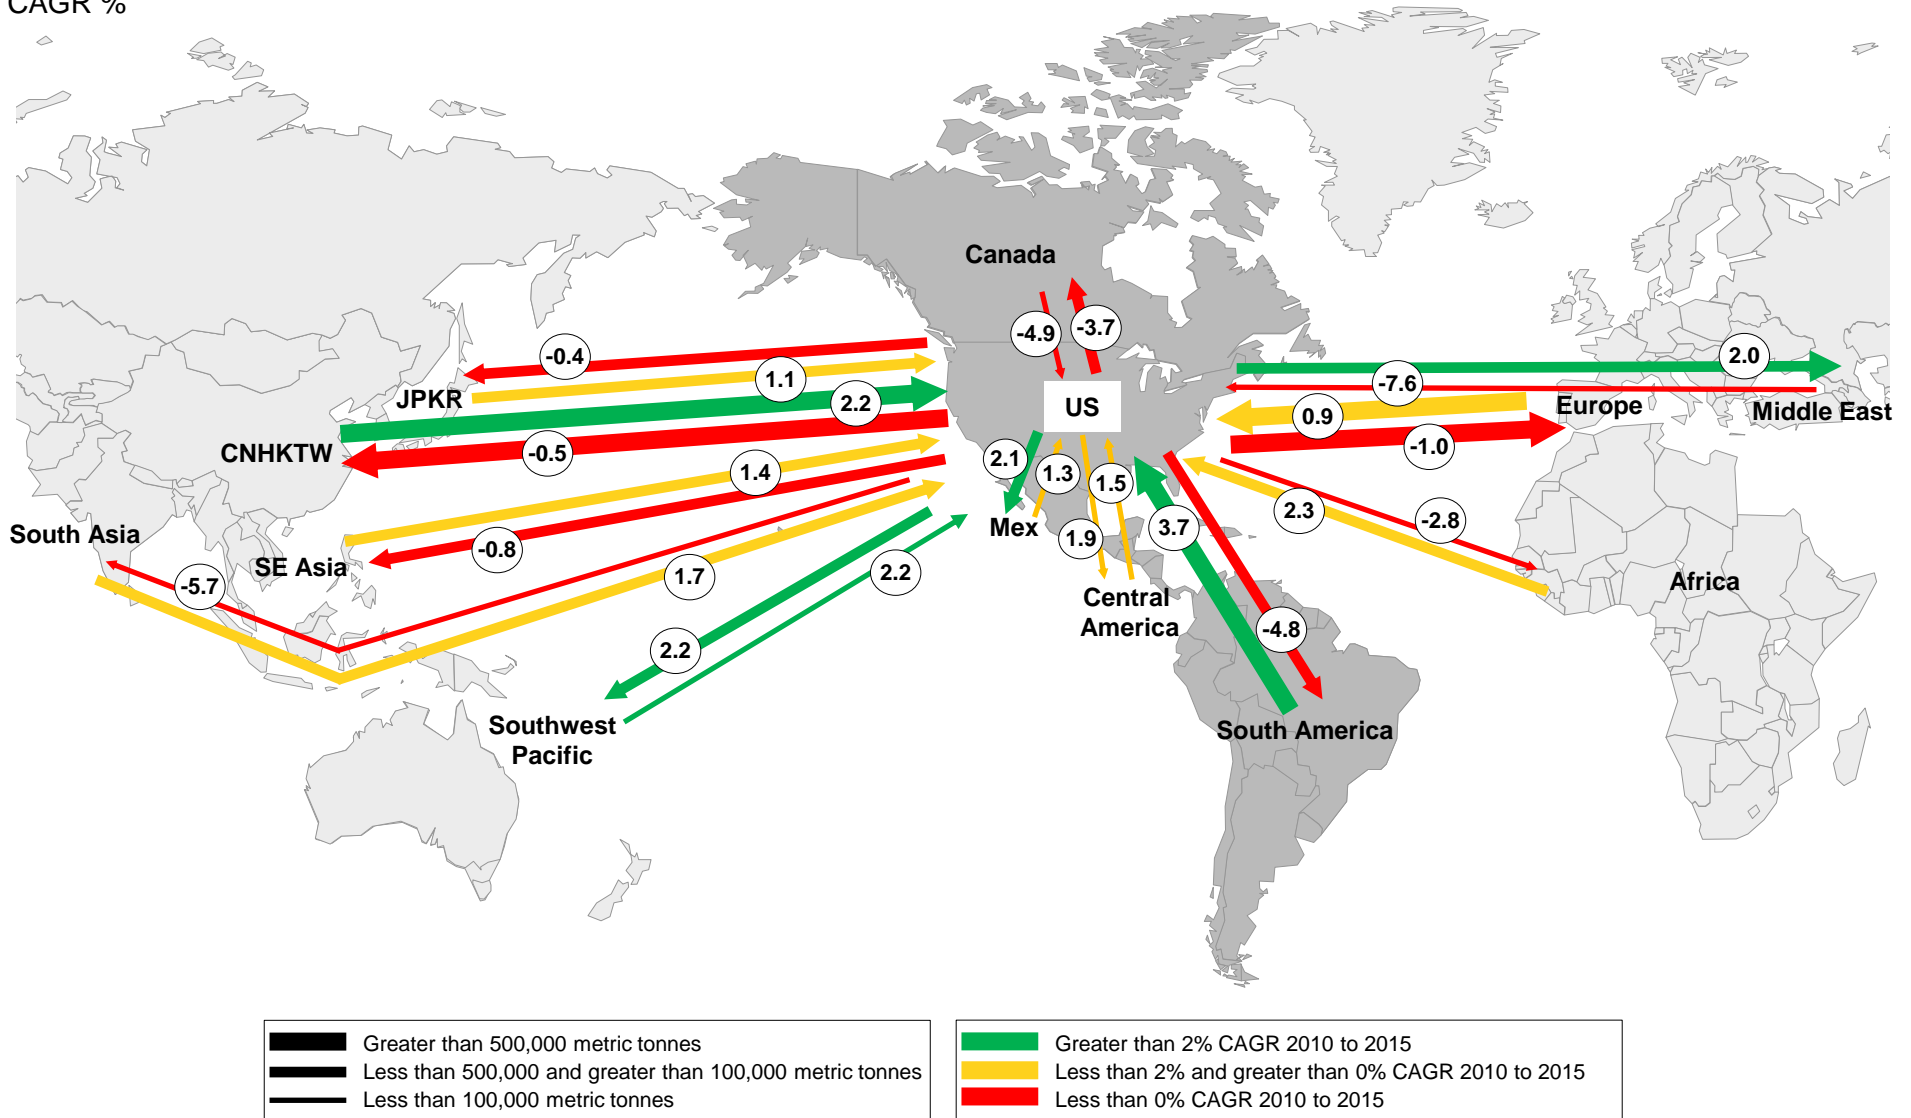 CAGR %
Canada
-0.4
-4.9
-3.7
2.0
1.1
-7.6
JPKR
2.2
US
0.9
Europe
Middle East
CNHKTW
-0.5
-1.0
2.1
1.3
1.4
1.5
2.3
South Asia
-0.8
Mex
1.9
3.7
-2.8
SE Asia
-5.7
1.7
2.2
Africa
Central
America
-4.8
2.2
Southwest
Pacific
South America
Greater than 500,000 metric tonnes
Less than 500,000 and greater than 100,000 metric tonnes
Less than 100,000 metric tonnes
Greater than 2% CAGR 2010 to 2015
Less than 2% and greater than 0% CAGR 2010 to 2015
Less than 0% CAGR 2010 to 2015